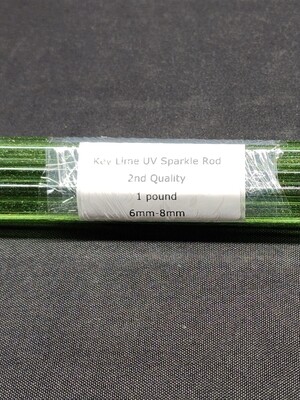 Key Lime UV Sparkle Rod
2nd Quality
1 pound
6mm-8mm